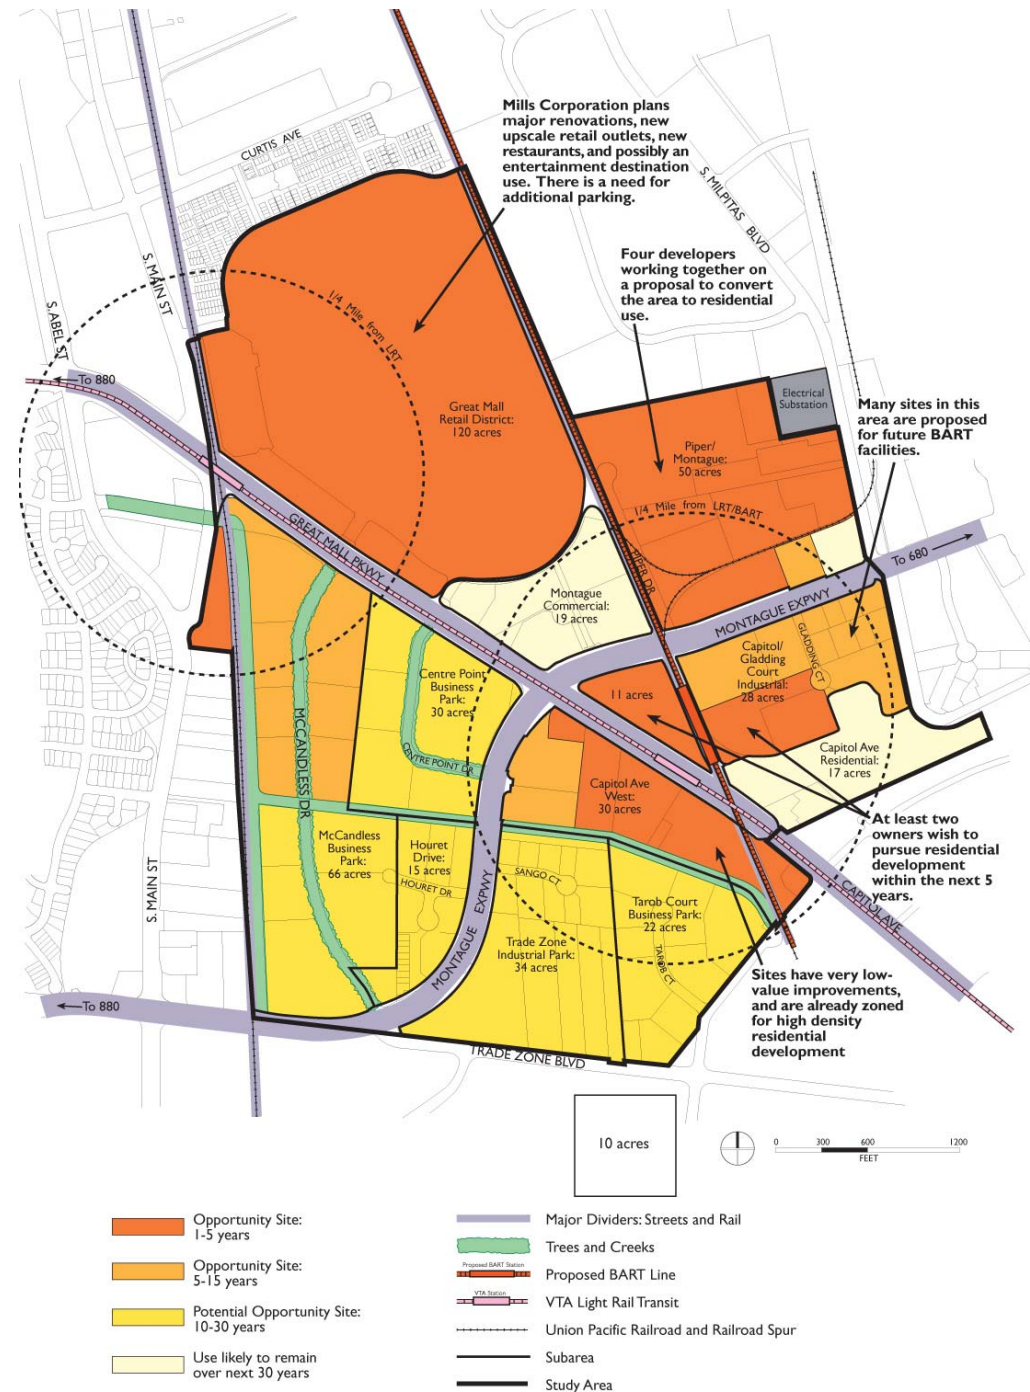 Mills Corporation plans
major renovations, new
upscale retail outlets, new
restaurants, and possibly an
entertainment destination
use. There is a need for
additional parking.
CURTIS AVE
S. MILPITAS BLVD
Four developers
working together on
a proposal to convert
the area to residential
use.
S. MAIN ST
S. ABEL ST
1/4 Mile from LRT
To 880
Great Mall
Retail District:
120 acres
Electrical
Substation
Many sites in this
area are proposed
for future BART
facilities.
Piper/
Montague:
50 acres
1/4 Mile from LRT/BART
GREAT MALL PKWY
PIPER DR
To 680
MONTAGUE EXPWY
Montague
Commercial:
19 acres
GLADDING CT
Capitol/
Gladding
Court
Industrial:
28 acres
Centre Point
Business
Park:
30 acres
11 acres
MCCANDLESS DR
CENTRE POINT DR
Capitol Ave
Residential:
17 acres
Capitol Ave
West:
30 acres
At least two
owners wish to
pursue residential
development
within the next 5
years.
McCandless
Business
Park:
66 acres
Houret
Drive:
15 acres
HOURET DR
SANGO CT
S. MAIN ST
MONTAGUE EXPWY
Tarob Court
Business Park:
22 acres
CAPITOL AVE
Trade Zone
Industrial Park:
34 acres
TAROB CT
Sites have very low-
value improvements,
and are already zoned
for high density
residential
development
To 880
TRADE ZONE BLVD
10 acres
0 300 600 1200
FEET
Opportunity Site:
1-5 years
Opportunity Site:
5-15 years
Potential Opportunity Site:
10-30 years
Use likely to remain
over next 30 years
Major Dividers: Streets and Rail
Trees and Creeks
Proposed BART Station
Proposed BART Line
VTA Station
VTA Light Rail Transit
Union Pacific Railroad and Railroad Spur
Subarea
Study Area